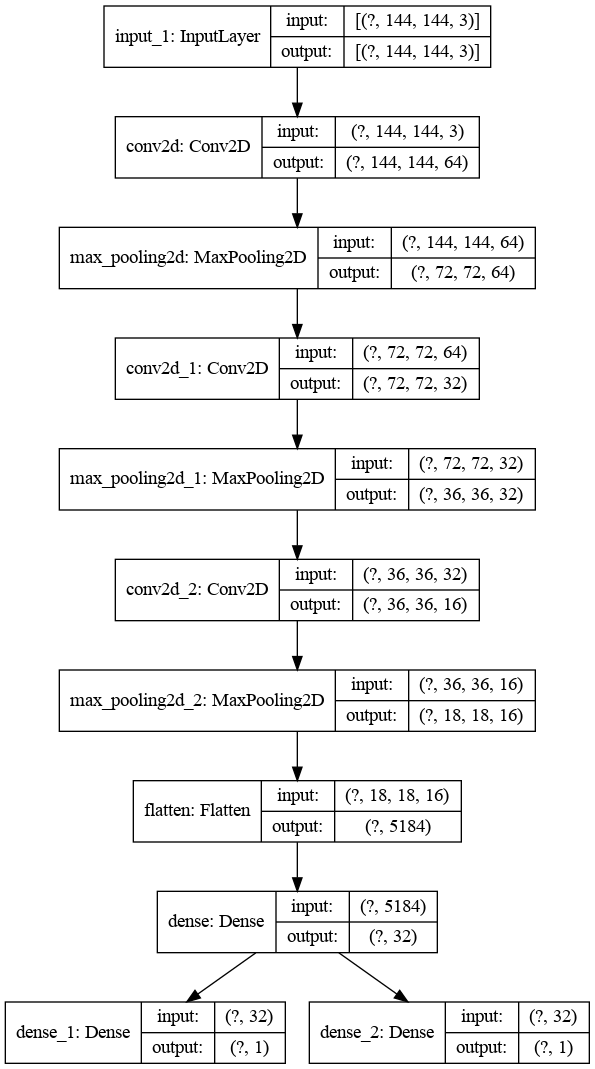 input_1: InputLayer
input: [(?, 144, 144, 3)]
output: [(?, 144, 144, 3)]
conv2d: Conv2D
input: (?, 144, 144, 3)
output: (?, 144, 144, 64)
max_pooling2d: MaxPooling2D
input: (?, 144, 144, 64)
output: (?, 72, 72, 64)
conv2d_1: Conv2D
input: (?, 72, 72, 64)
output: (?, 72, 72, 32)
max_pooling2d_1: MaxPooling2D
input: (?, 72, 72, 32)
output: (?, 36, 36, 32)
conv2d_2: Conv2D
input: (?, 36, 36, 32)
output: (?, 36, 36, 16)
max_pooling2d_2: MaxPooling2D
input: (?, 36, 36, 16)
output: (?, 18, 18, 16)
flatten: Flatten
input: (?, 18, 18, 16)
output: (?, 5184)
dense: Dense
input: (?, 5184)
output: (?, 32)
dense_1: Dense
input: (?, 32)
output: (?, 1)
dense_2: Dense
input: (?, 32)
output: (?, 1)